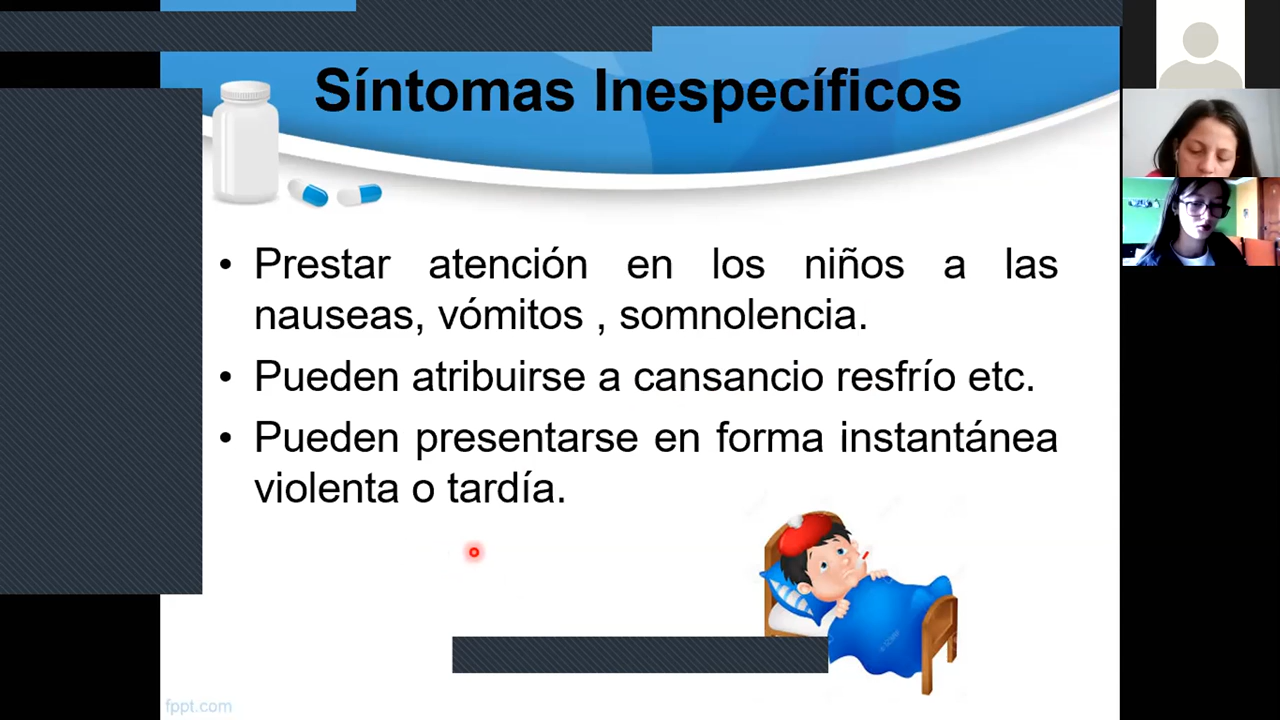 Síntomas Inespecíficos
• Prestar atención en los niños a las
nauseas, vómitos , somnolencia.
• Pueden atribuirse a cansancio resfrío etc.
• Pueden presentarse en forma instantánea
violenta o tardía.
fppt.com